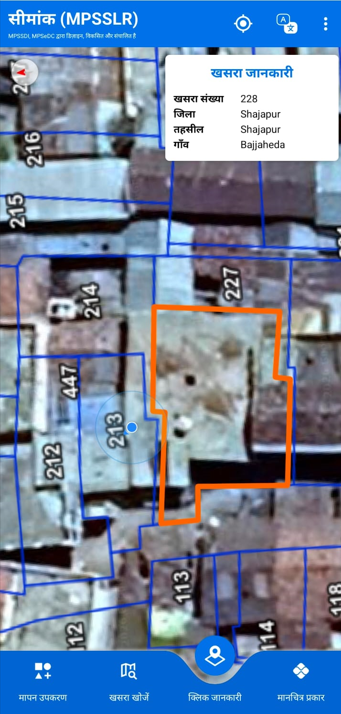 सीमांक (MPSSLR)
MPSSDI, MPSeDC द्वारा डिज़ाइन, विकसित और संचालित है
खसरा जानकारी
खसरा संख्या 228
जिला Shajapur
तहसील Shajapur
गाँव Bajjaheda
216
215
227
214
447
213
212
113
112
114
118
मापन उपकरण
खसरा खोजें
क्लिक जानकारी
मानचित्र प्रकार